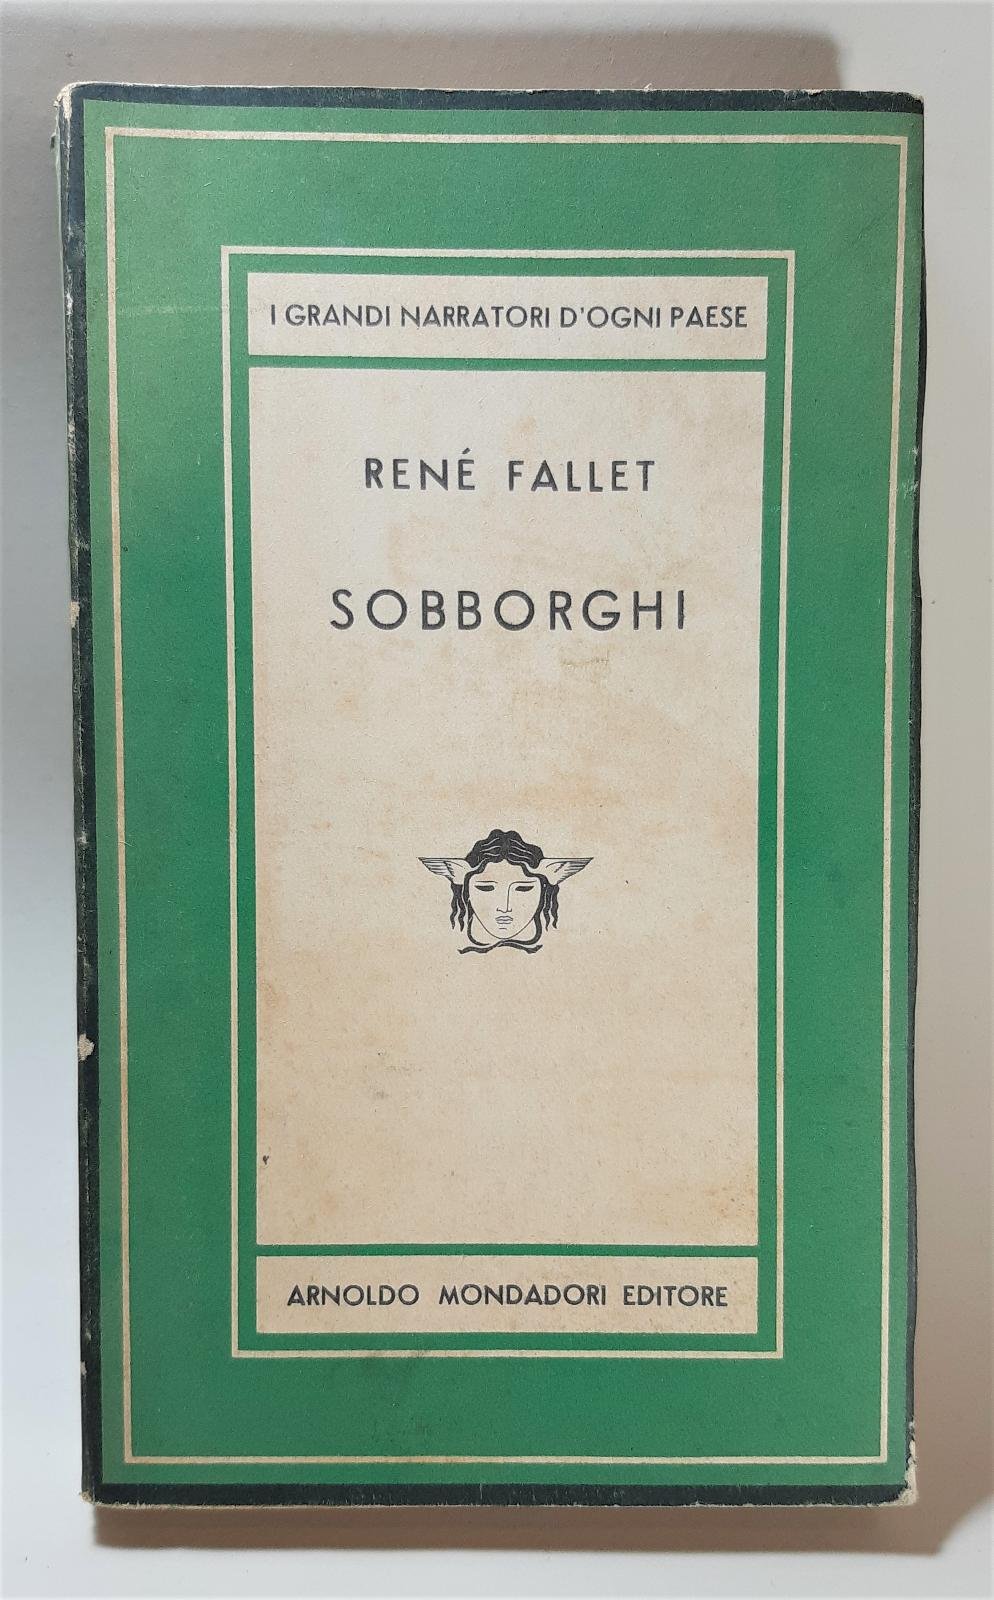 I GRANDI NARRATORI D'OGNI PAESE
RENÉ FALLET
SOBBORGHI
ARNOLDO MONDADORI EDITORE